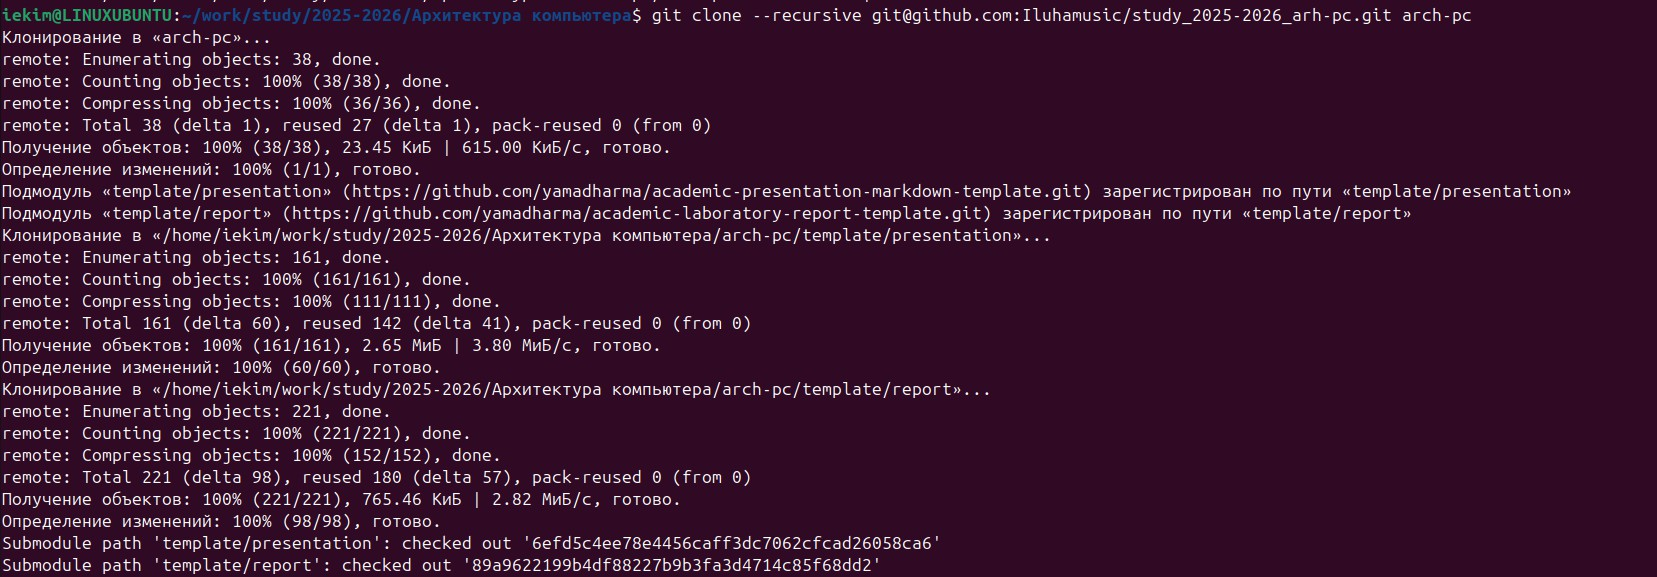 iekim@LINUXUBUNTU:~/work/study/2025-2026/Архитектура компьютера$ git clone --recursive git@github.com:Iluhamusic/study_2025-2026_arh-pc.git arch-pc
Клонирование в «arch-pc»...
remote: Enumerating objects: 38, done.
remote: Counting objects: 100% (38/38), done.
remote: Compressing objects: 100% (36/36), done.
remote: Total 38 (delta 1), reused 27 (delta 1), pack-reused 0 (from 0)
Получение объектов: 100% (38/38), 23.45 КиБ | 615.00 КиБ/с, готово.
Определение изменений: 100% (1/1), готово.
Подмодуль «template/presentation» (https://github.com/yamadharma/academic-presentation-markdown-template.git) зарегистрирован по пути «template/presentation»
Подмодуль «template/report» (https://github.com/yamadharma/academic-laboratory-report-template.git) зарегистрирован по пути «template/report»
Клонирование в «/home/iekim/work/study/2025-2026/Архитектура компьютера/arch-pc/template/presentation»...
remote: Enumerating objects: 161, done.
remote: Counting objects: 100% (161/161), done.
remote: Compressing objects: 100% (111/111), done.
remote: Total 161 (delta 60), reused 142 (delta 41), pack-reused 0 (from 0)
Получение объектов: 100% (161/161), 2.65 МиБ | 3.80 МиБ/с, готово.
Определение изменений: 100% (60/60), готово.
Клонирование в «/home/iekim/work/study/2025-2026/Архитектура компьютера/arch-pc/template/report»...
remote: Enumerating objects: 221, done.
remote: Counting objects: 100% (221/221), done.
remote: Compressing objects: 100% (152/152), done.
remote: Total 221 (delta 98), reused 180 (delta 57), pack-reused 0 (from 0)
Получение объектов: 100% (221/221), 765.46 КиБ | 2.82 МиБ/с, готово.
Определение изменений: 100% (98/98), готово.
Submodule path 'template/presentation': checked out '6efd5c4ee78e4456caff3dc7062cfcad26058ca6'
Submodule path 'template/report': checked out '89a9622199b4df88227b9b3fa3d4714c85f68dd2'